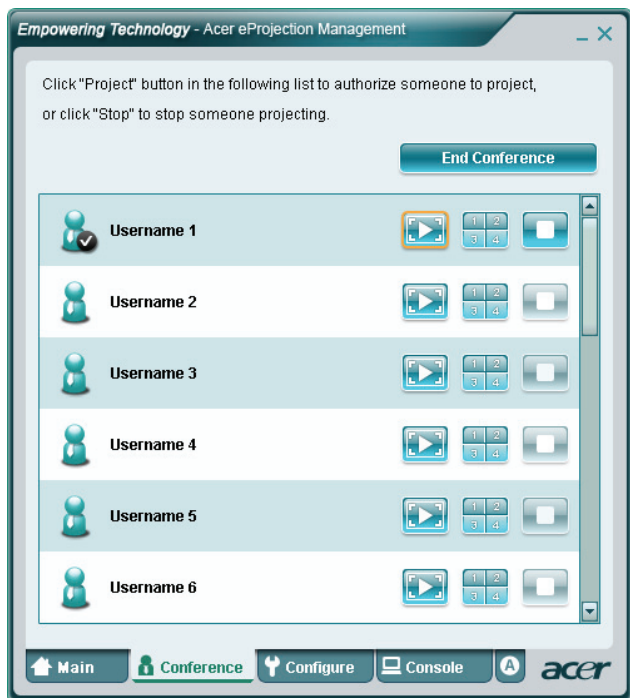 Empowering Technology - Acer eProjection Management
Click "Project" button in the following list to authorize someone to project,
or click "Stop" to stop someone projecting.
End Conference
Username 1
1 2
3 4
Username 2
1 2
3 4
Username 3
1 2
3 4
Username 4
1 2
3 4
Username 5
1 2
3 4
Username 6
1 2
3 4
Main Conference Configure Console A acer